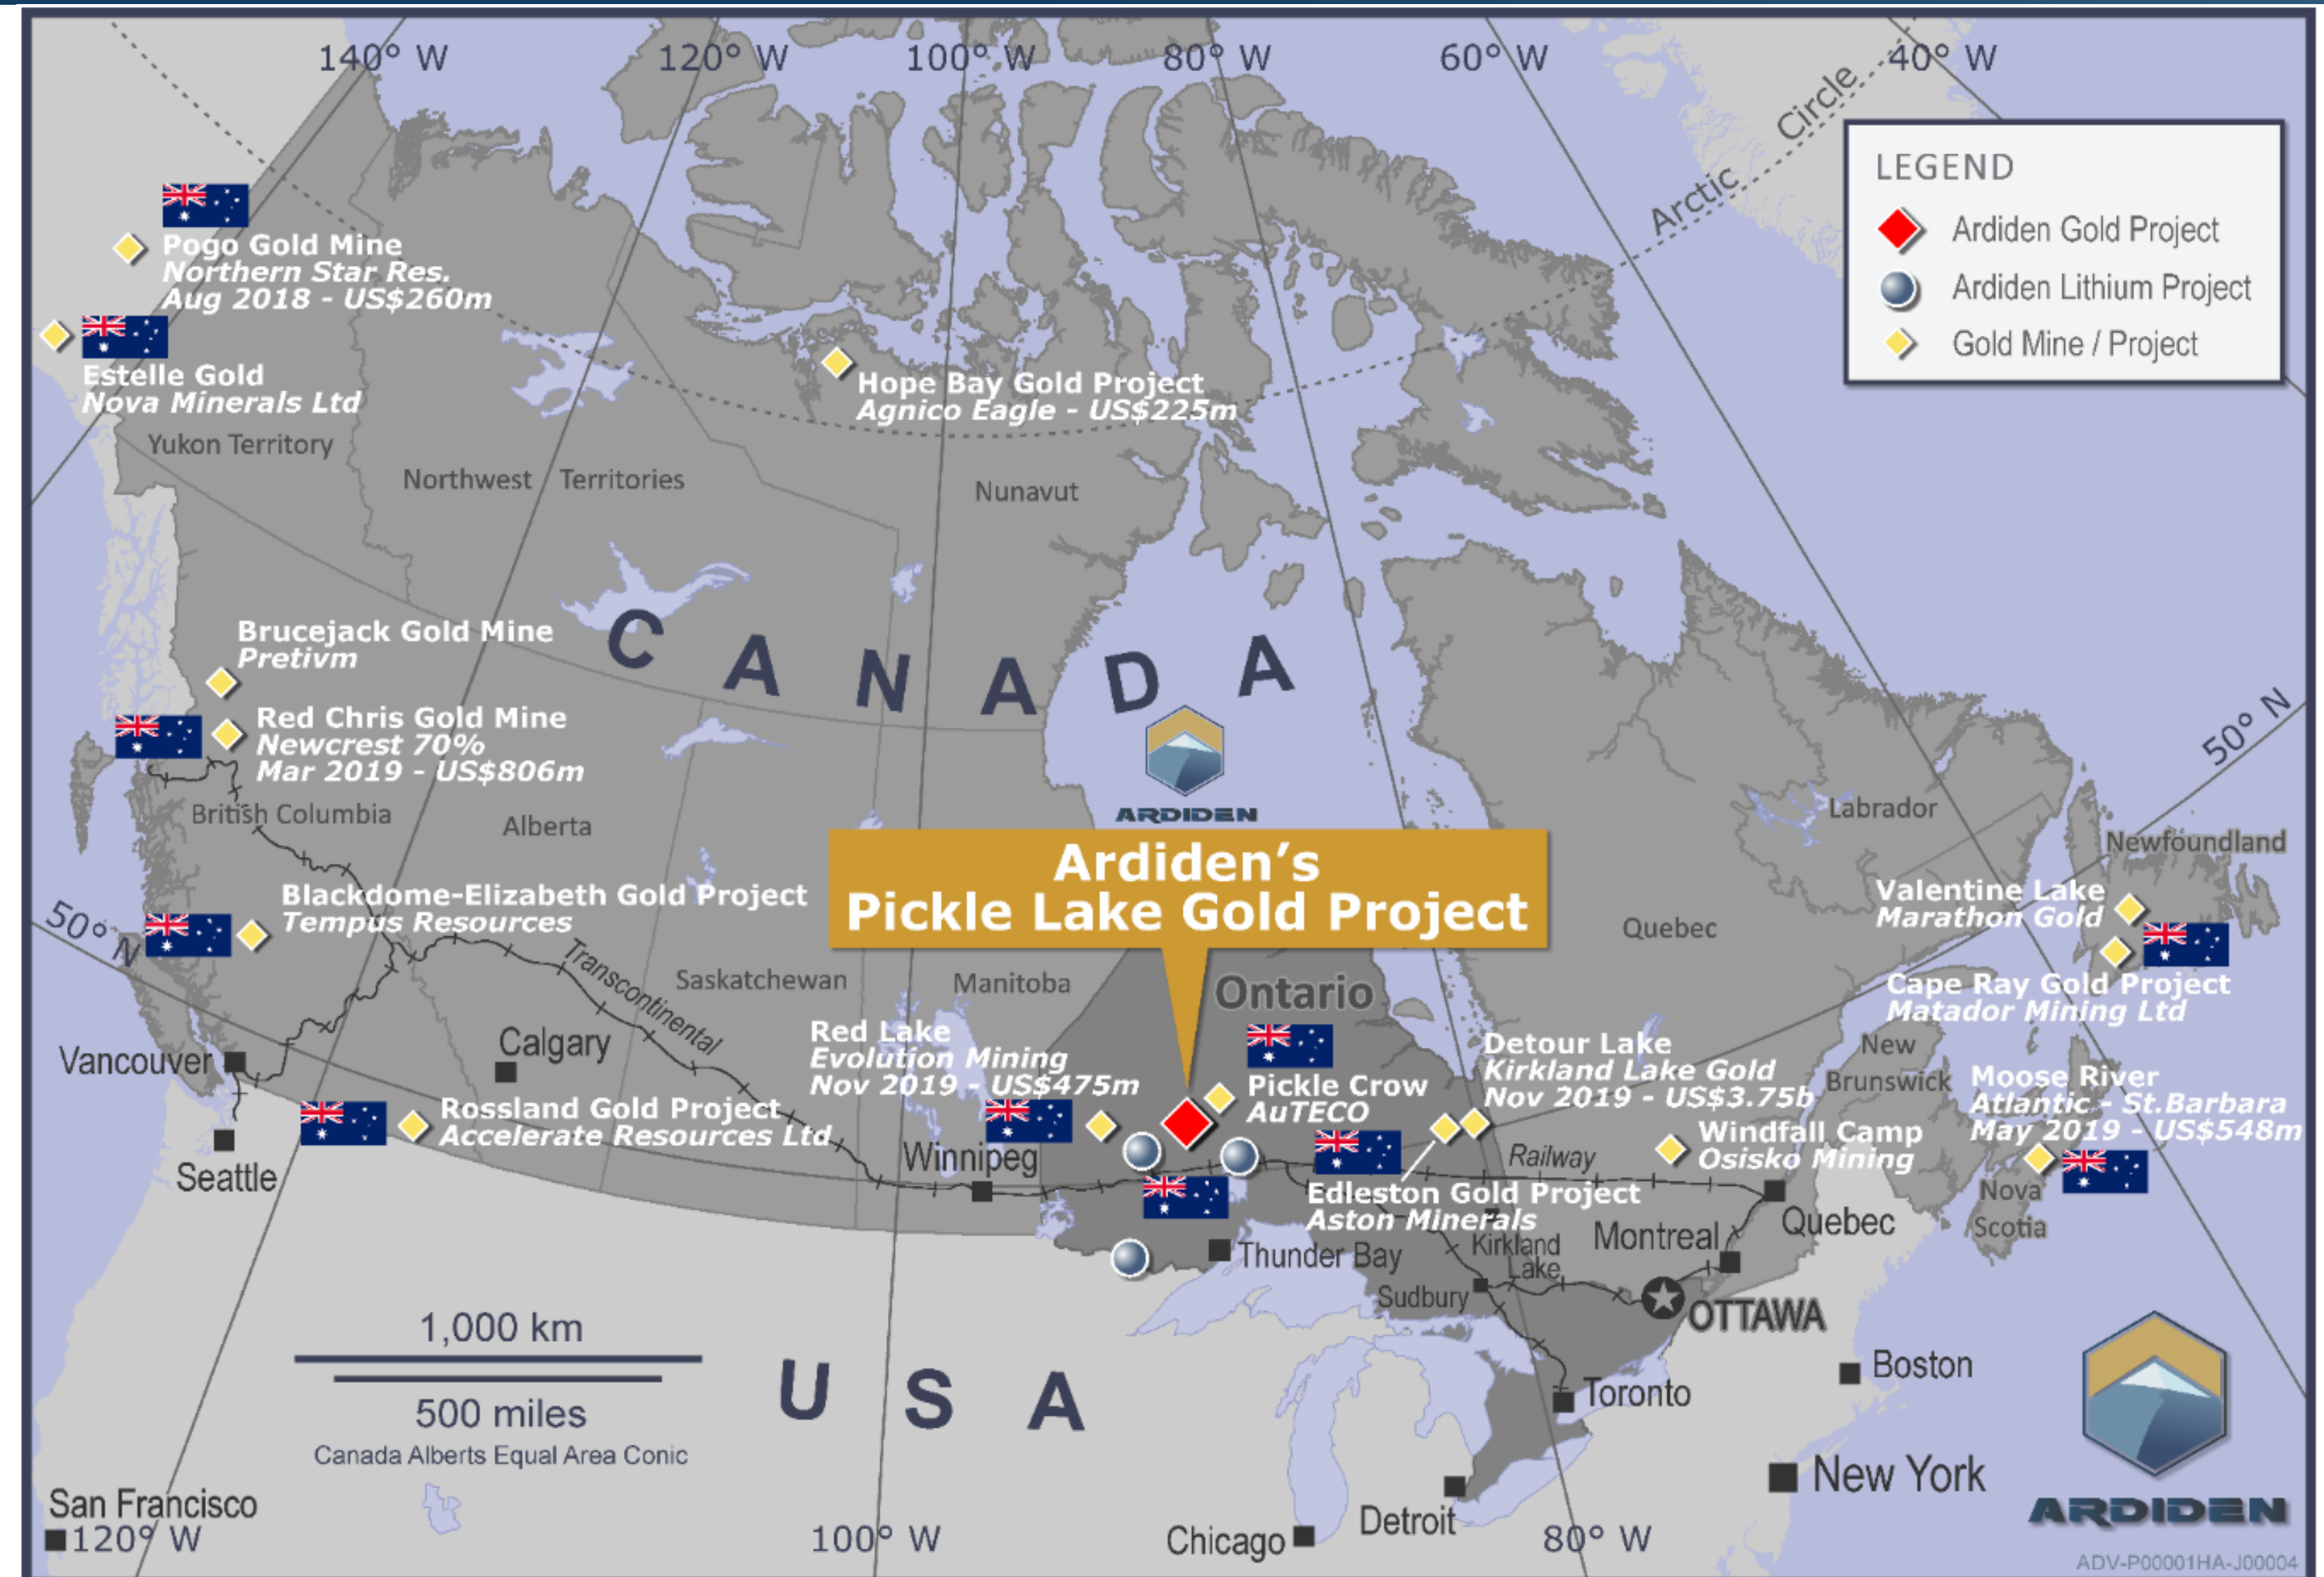 140° W
120° W
100° W
80° W
60° W
40° W
Arctic Circle
LEGEND
Ardiden Gold Project
Ardiden Lithium Project
Gold Mine / Project
Pogo Gold Mine
Northern Star Res.
Aug 2018 - US$260m
Estelle Gold
Nova Minerals Ltd
Hope Bay Gold Project
Agnico Eagle - US$225m
Yukon Territory
Northwest Territories
Nunavut
CANADA
Brucejack Gold Mine
Pretivm
Red Chris Gold Mine
Newcrest 70%
Mar 2019 - US$806m
50° N
British Columbia
Alberta
ARDIDEN
Labrador
Newfoundland
Ardiden's
Pickle Lake Gold Project
Blackdome-Elizabeth Gold Project
Tempus Resources
50° N
Valentine Lake
Marathon Gold
Quebec
Transcontinental
Saskatchewan
Manitoba
Ontario
Cape Ray Gold Project
Matador Mining Ltd
Vancouver
Calgary
Red Lake
Evolution Mining
Nov 2019 - US$475m
Pickle Crow
AuTECO
Detour Lake
Kirkland Lake Gold
Nov 2019 - US$3.75b
New
Brunswick
Moose River
Atlantic - St.Barbara
May 2019 - US$548m
Rossland Gold Project
Accelerate Resources Ltd
Seattle
Winnipeg
Railway
Windfall Camp
Osisko Mining
Edleston Gold Project
Aston Minerals
Nova
Scotia
Thunder Bay
Kirkland
Lake
Montreal
Quebec
Sudbury
OTTAWA
1,000 km
500 miles
Canada Alberts Equal Area Conic
USA
Toronto
Boston
New York
San Francisco
120° W
100° W
Chicago
Detroit
80° W
ARDIDEN
ADV-P00001HA-J00004